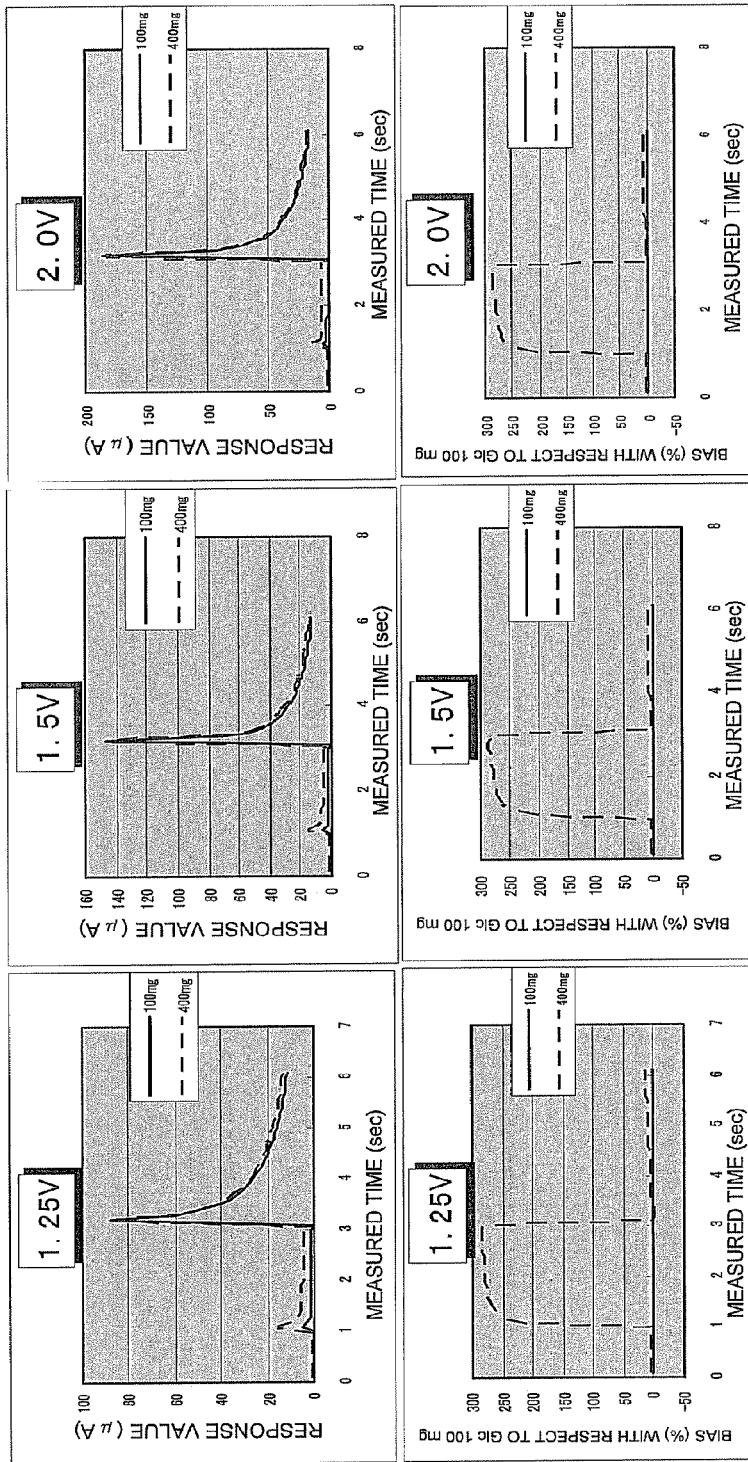 1. 25V
RESPONSE VALUE ( μ A)
100
80
60
40
20
0
0
1
2
3
4
5
6
7
MEASURED TIME (sec)
100mg
400mg
1. 5V
RESPONSE VALUE ( μ A)
160
140
120
100
80
60
40
20
0
0
2
4
6
8
MEASURED TIME (sec)
100mg
400mg
2. 0V
RESPONSE VALUE ( μ A)
200
150
100
50
0
0
2
4
6
8
MEASURED TIME (sec)
100mg
400mg
1. 25V
BIAS (%) WITH RESPECT TO Glc 100 mg
300
250
200
150
100
50
0
-50
0
1
2
3
4
5
6
7
MEASURED TIME (sec)
100mg
400mg
1. 5V
BIAS (%) WITH RESPECT TO Glc 100 mg
300
250
200
150
100
50
0
-50
0
2
4
6
8
MEASURED TIME (sec)
100mg
400mg
2. 0V
BIAS (%) WITH RESPECT TO Glc 100 mg
300
250
200
150
100
50
0
-50
0
2
4
6
8
MEASURED TIME (sec)
100mg
400mg